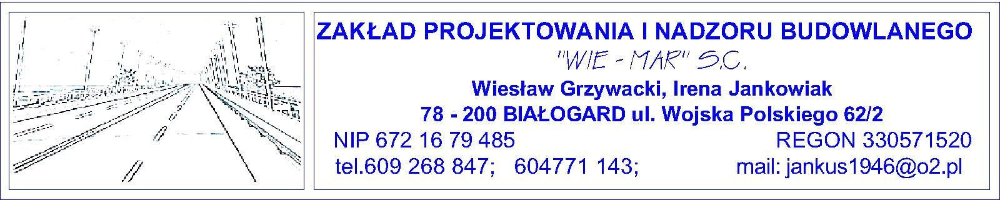 ZAKŁAD PROJEKTOWANIA I NADZORU BUDOWLANEGO
"WIE - MAR" S.C.
Wiesław Grzywacki, Irena Jankowiak
78 - 200 BIAŁOGARD ul. Wojska Polskiego 62/2
NIP 672 16 79 485 REGON 330571520
tel.609 268 847; 604771 143; mail: jankus1946@o2.pl